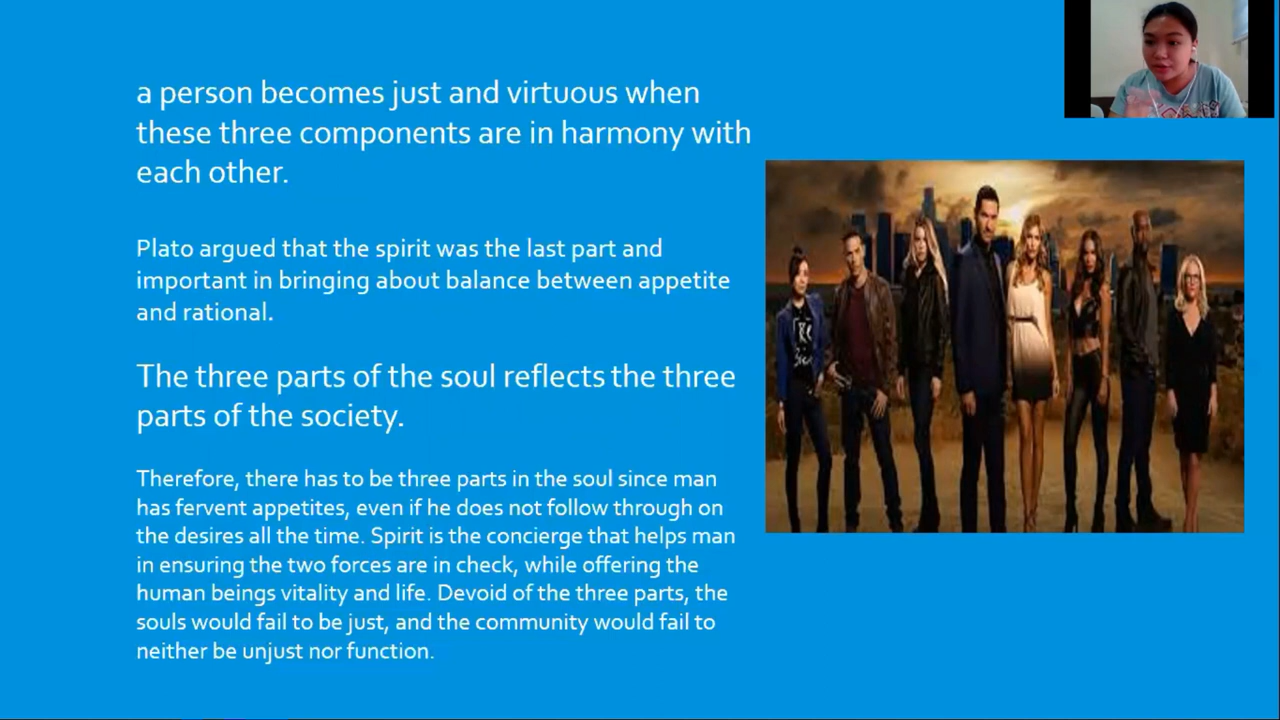 a person becomes just and virtuous when
these three components are in harmony with
each other.
Plato argued that the spirit was the last part and
important in bringing about balance between appetite
and rational.
The three parts of the soul reflects the three
parts of the society.
Therefore, there has to be three parts in the soul since man
has fervent appetites, even if he does not follow through on
the desires all the time. Spirit is the concierge that helps man
in ensuring the two forces are in check, while offering the
human beings vitality and life. Devoid of the three parts, the
souls would fail to be just, and the community would fail to
neither be unjust nor function.